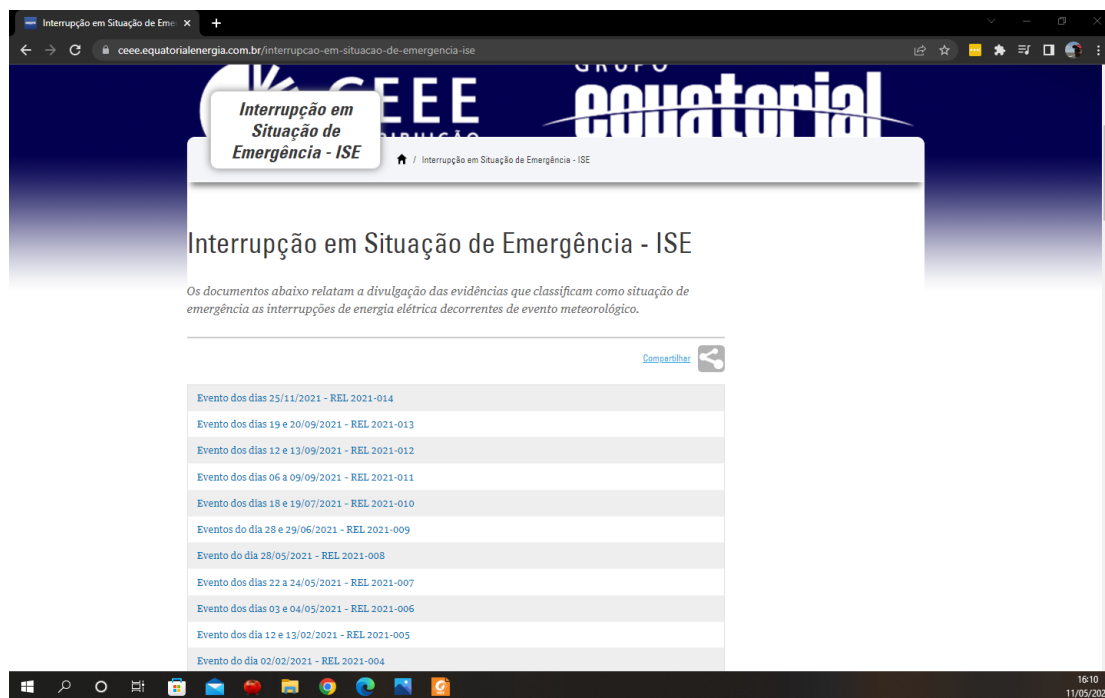 Interrupção em Situação de Eme
ceee.equatorialenergia.com.br/interrupcao-em-situacao-de-emergencia-ise
CEEE
GRUPO
equatorial
Interrupção em
Situação de
Emergência - ISE
/ Interrupção em Situação de Emergência - ISE
Interrupção em Situação de Emergência - ISE
Os documentos abaixo relatam a divulgação das evidências que classificam como situação de
emergência as interrupções de energia elétrica decorrentes de evento meteorológico.
Compartilhar
Evento dos dias 25/11/2021 - REL 2021-014
Evento dos dias 19 e 20/09/2021 - REL 2021-013
Evento dos dias 12 e 13/09/2021 - REL 2021-012
Evento dos dias 06 a 09/09/2021 - REL 2021-011
Evento dos dias 18 e 19/07/2021 - REL 2021-010
Eventos do dia 28 e 29/06/2021 - REL 2021-009
Evento do dia 28/05/2021 - REL 2021-008
Evento dos dias 22 a 24/05/2021 - REL 2021-007
Evento dos dias 03 e 04/05/2021 - REL 2021-006
Evento dos dia 12 e 13/02/2021 - REL 2021-005
Evento do dia 02/02/2021 - REL 2021-004
16:10
11/05/202